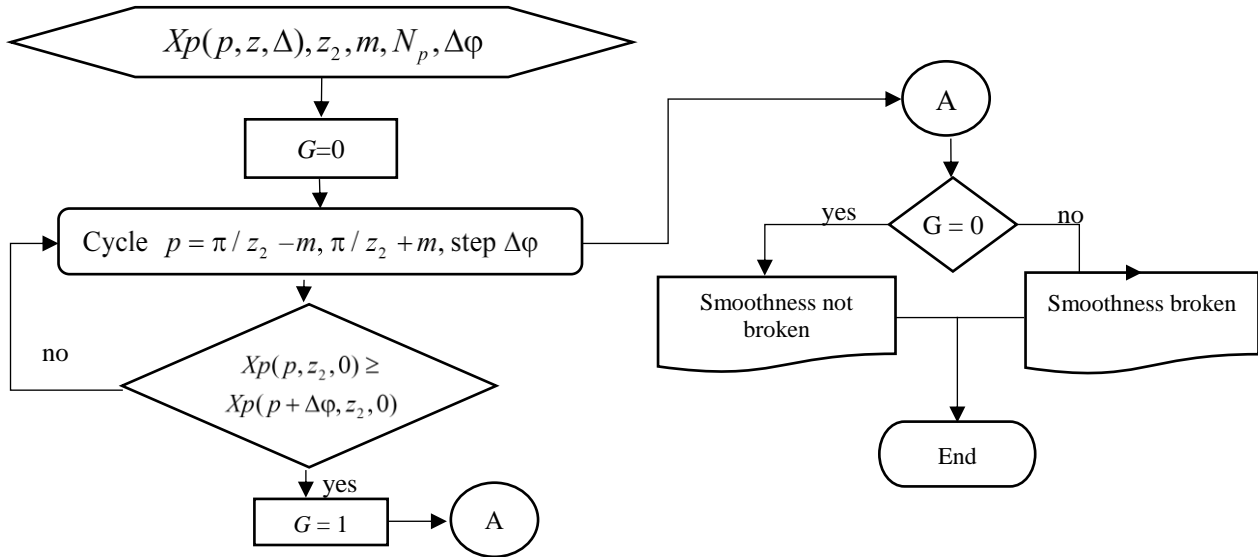 Xp(p, z, Δ), z₂, m, Nₚ, Δφ
G=0
Cycle p = π / z₂ − m, π / z₂ + m, step Δφ
no
Xp(p, z₂, 0) ≥
Xp(p + Δφ, z₂, 0)
yes
G = 1
A
A
G = 0
yes
no
Smoothness not
broken
Smoothness broken
End